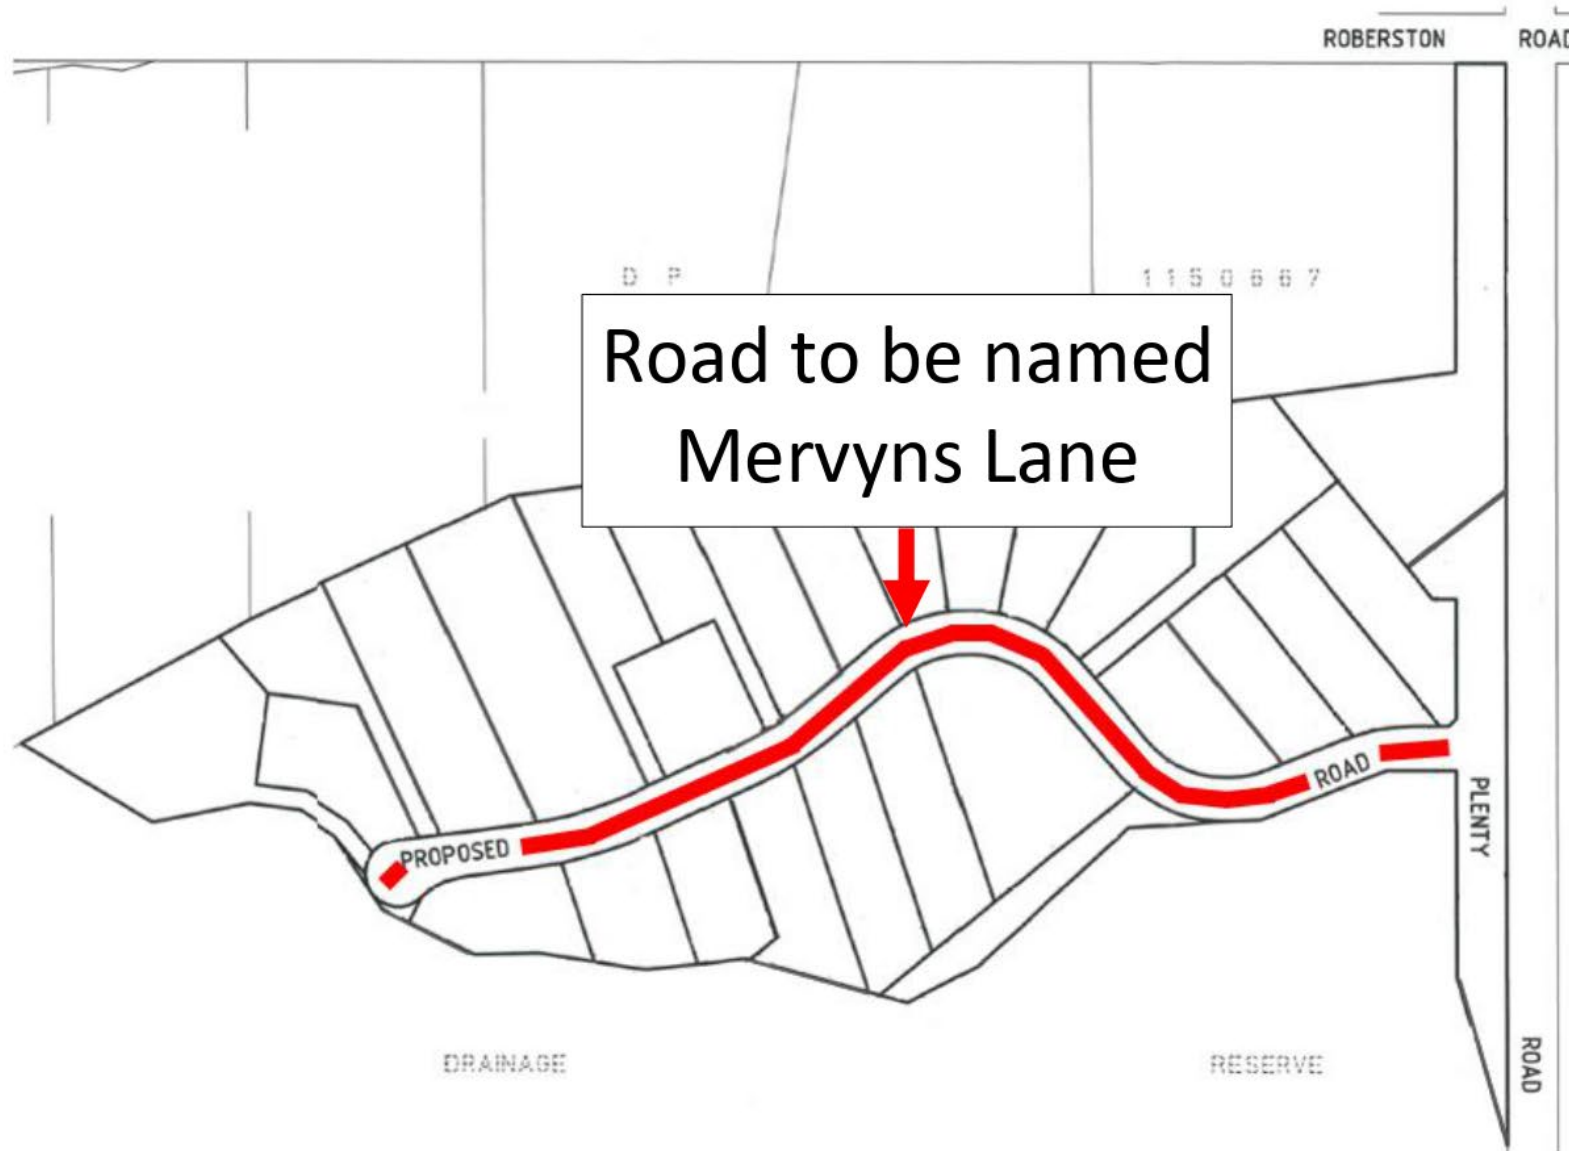 ROBERSTON ROAD
D P 1150667
Road to be named
Mervyns Lane
PROPOSED ROAD
PLENTY ROAD
DRAINAGE RESERVE